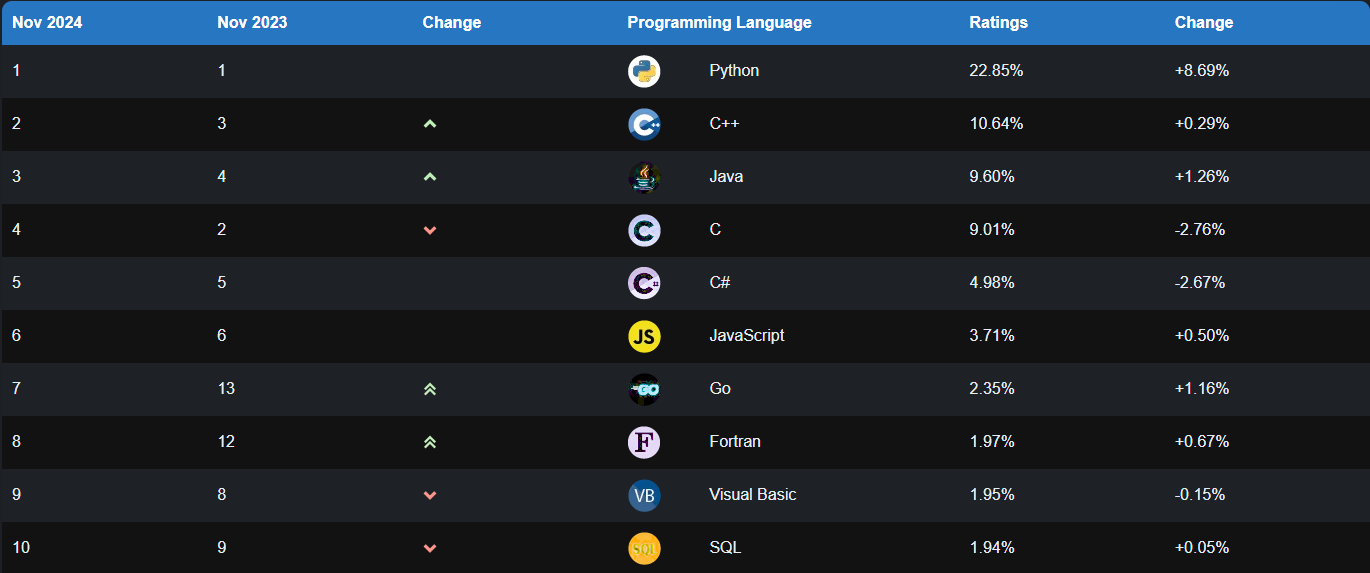 Nov 2024 Nov 2023 Change Programming Language Ratings Change
1 1 Python 22.85% +8.69%
2 3 C++ 10.64% +0.29%
3 4 Java 9.60% +1.26%
4 2 C 9.01% -2.76%
5 5 C# 4.98% -2.67%
6 6 JS JavaScript 3.71% +0.50%
7 13 GO Go 2.35% +1.16%
8 12 F Fortran 1.97% +0.67%
9 8 VB Visual Basic 1.95% -0.15%
10 9 SQL SQL 1.94% +0.05%